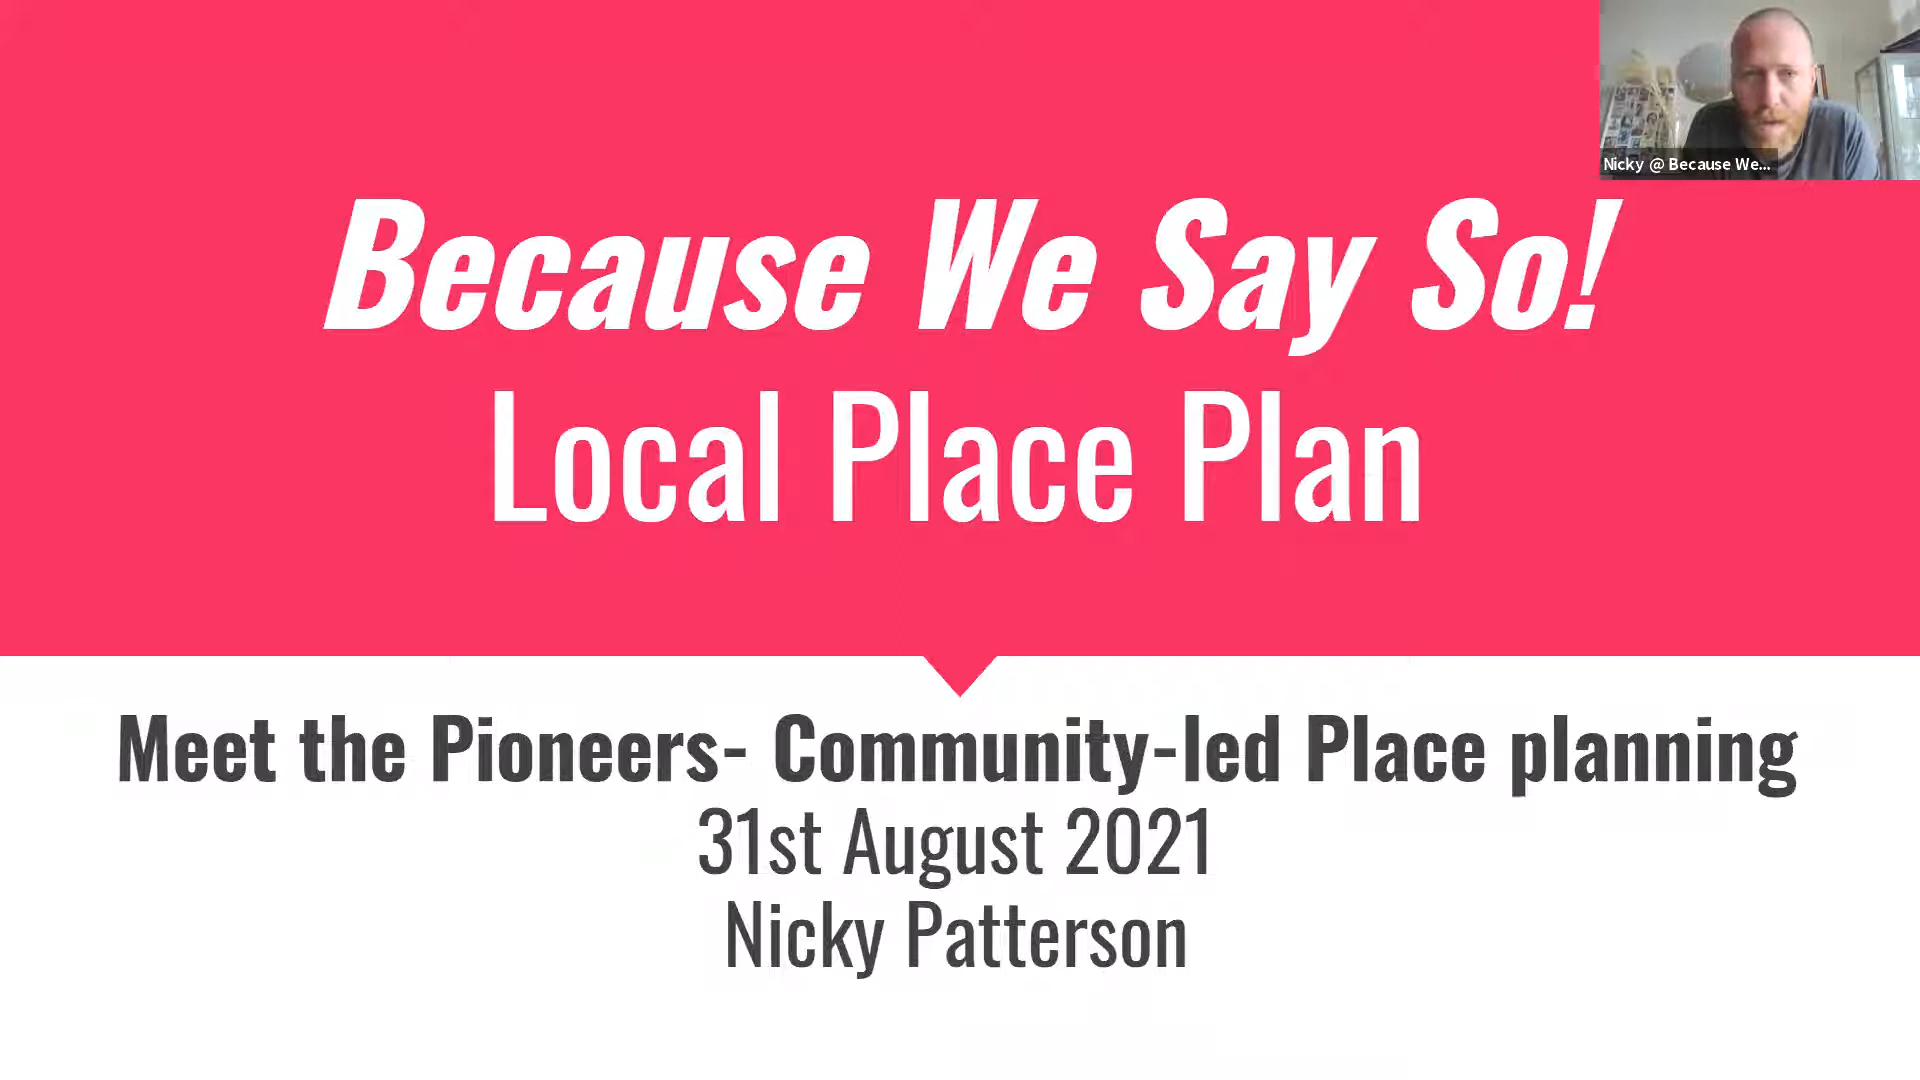 Nicky @ Because We...
Because We Say So!
Local Place Plan
Meet the Pioneers- Community-led Place planning
31st August 2021
Nicky Patterson